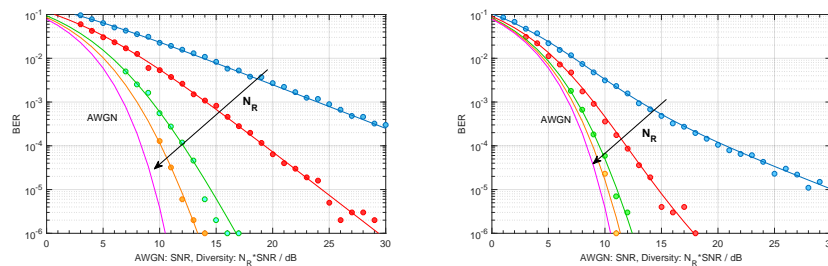 10^-1
10^-2
10^-3
10^-4
10^-5
10^-6
BER
AWGN
N_R
0 5 10 15 20 25 30
AWGN: SNR, Diversity: N_R*SNR / dB
10^-1
10^-2
10^-3
10^-4
10^-5
10^-6
BER
AWGN
N_R
0 5 10 15 20 25 30
AWGN: SNR, Diversity: N_R*SNR / dB